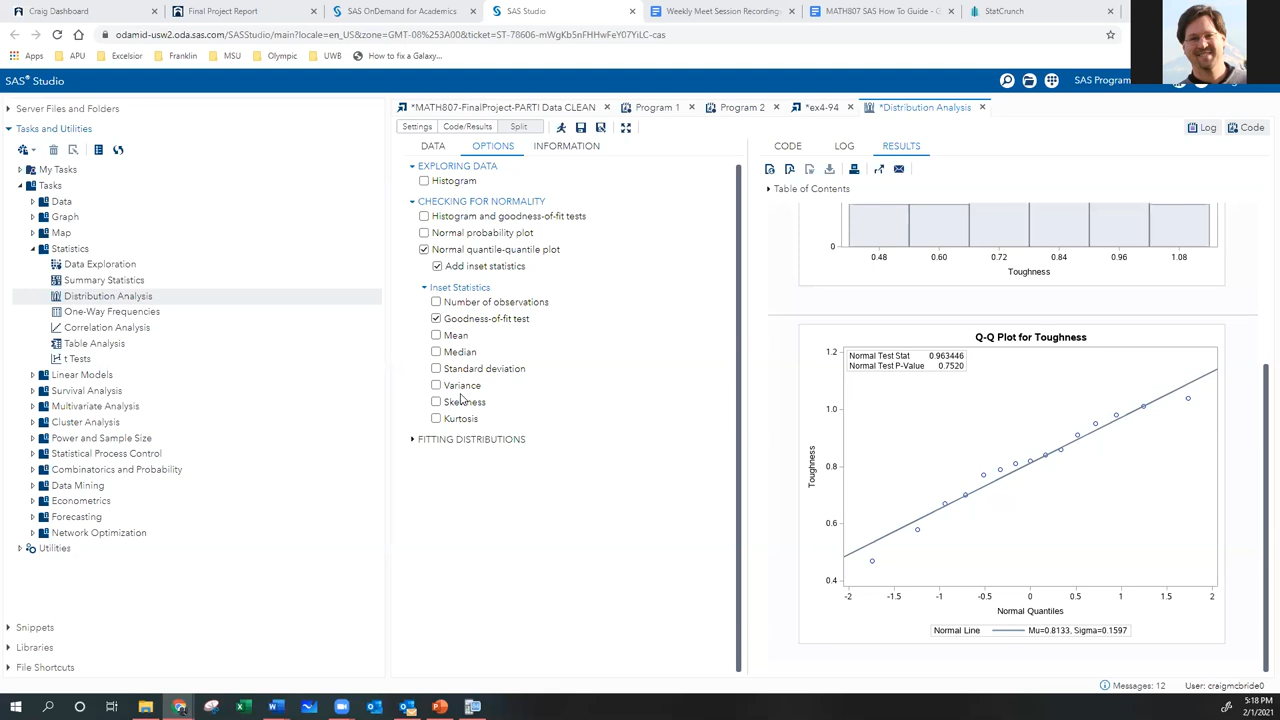 Craig Dashboard
Final Project Report
SAS OnDemand for Academics
SAS Studio
Weekly Meet Session Recording
MATH807 SAS How To Guide - G
StatCrunch
odamid-usw2.oda.sas.com/SASStudio/main?locale=en_US&zone=GMT-08%253A00&ticket=ST-78606-mWgKb5nFHHwFeY07YiLC-cas
Apps
APU
Excelsior
Franklin
MSU
Olympic
UWB
How to fix a Galaxy...
SAS® Studio
SAS Program
Server Files and Folders
Tasks and Utilities
My Tasks
Tasks
Data
Graph
Map
Statistics
Data Exploration
Summary Statistics
Distribution Analysis
One-Way Frequencies
Correlation Analysis
Table Analysis
t Tests
Linear Models
Survival Analysis
Multivariate Analysis
Cluster Analysis
Power and Sample Size
Statistical Process Control
Combinatorics and Probability
Data Mining
Econometrics
Forecasting
Network Optimization
Utilities
Snippets
Libraries
File Shortcuts
*MATH807-FinalProject-PARTI Data CLEAN
Program 1
Program 2
*ex4-94
*Distribution Analysis
Settings
Code/Results
Split
Log
Code
DATA
OPTIONS
INFORMATION
EXPLORING DATA
Histogram
CHECKING FOR NORMALITY
Histogram and goodness-of-fit tests
Normal probability plot
Normal quantile-quantile plot
Add inset statistics
Inset Statistics
Number of observations
Goodness-of-fit test
Mean
Median
Standard deviation
Variance
Skewness
Kurtosis
FITTING DISTRIBUTIONS
CODE
LOG
RESULTS
Table of Contents
0
0.48 0.60 0.72 0.84 0.96 1.08
Toughness
Q-Q Plot for Toughness
Normal Test Stat 0.963446
Normal Test P-Value 0.7520
1.2
1.0
0.8
0.6
0.4
Toughness
-2 -1.5 -1 -0.5 0 0.5 1 1.5 2
Normal Quantiles
Normal Line Mu=0.8133, Sigma=0.1597
Messages: 12
User: craigmcbride0
5:18 PM
2/1/2021